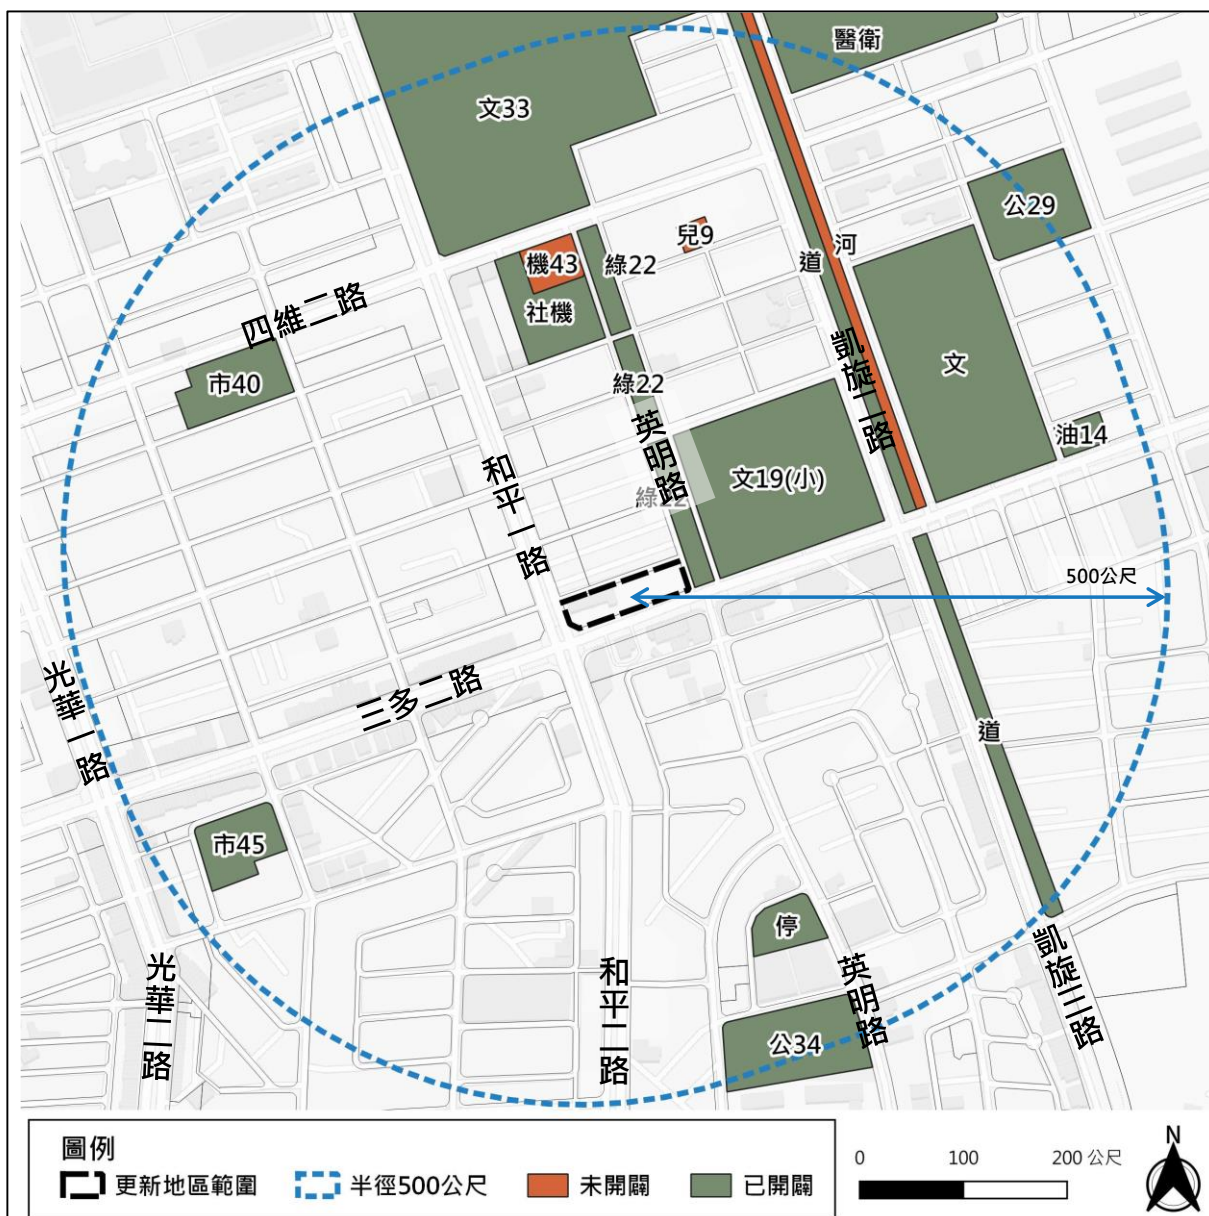 醫衛
文33
公29
兒9
河
道
綠22
機43
社機
四維二路
凱旋二路
文
市40
綠22
英明路
油14
和平一路
文19(小)
綠22
500公尺
光華一路
三多二路
道
市45
停
光華二路
和平二路
英明路
凱旋三路
公34
圖例
更新地區範圍
半徑500公尺
未開闢
已開闢
0 100 200 公尺
N